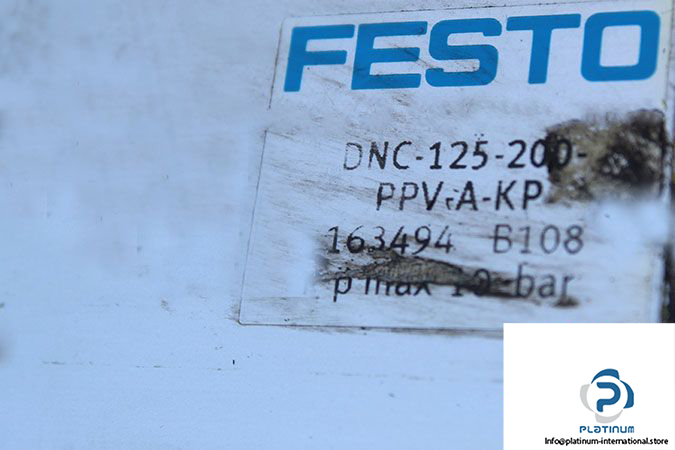 FESTO
DNC-125-200-
PPV-A-KP
163494 B108
p max 10 bar
PLATINUM
Info@platinum-international.store